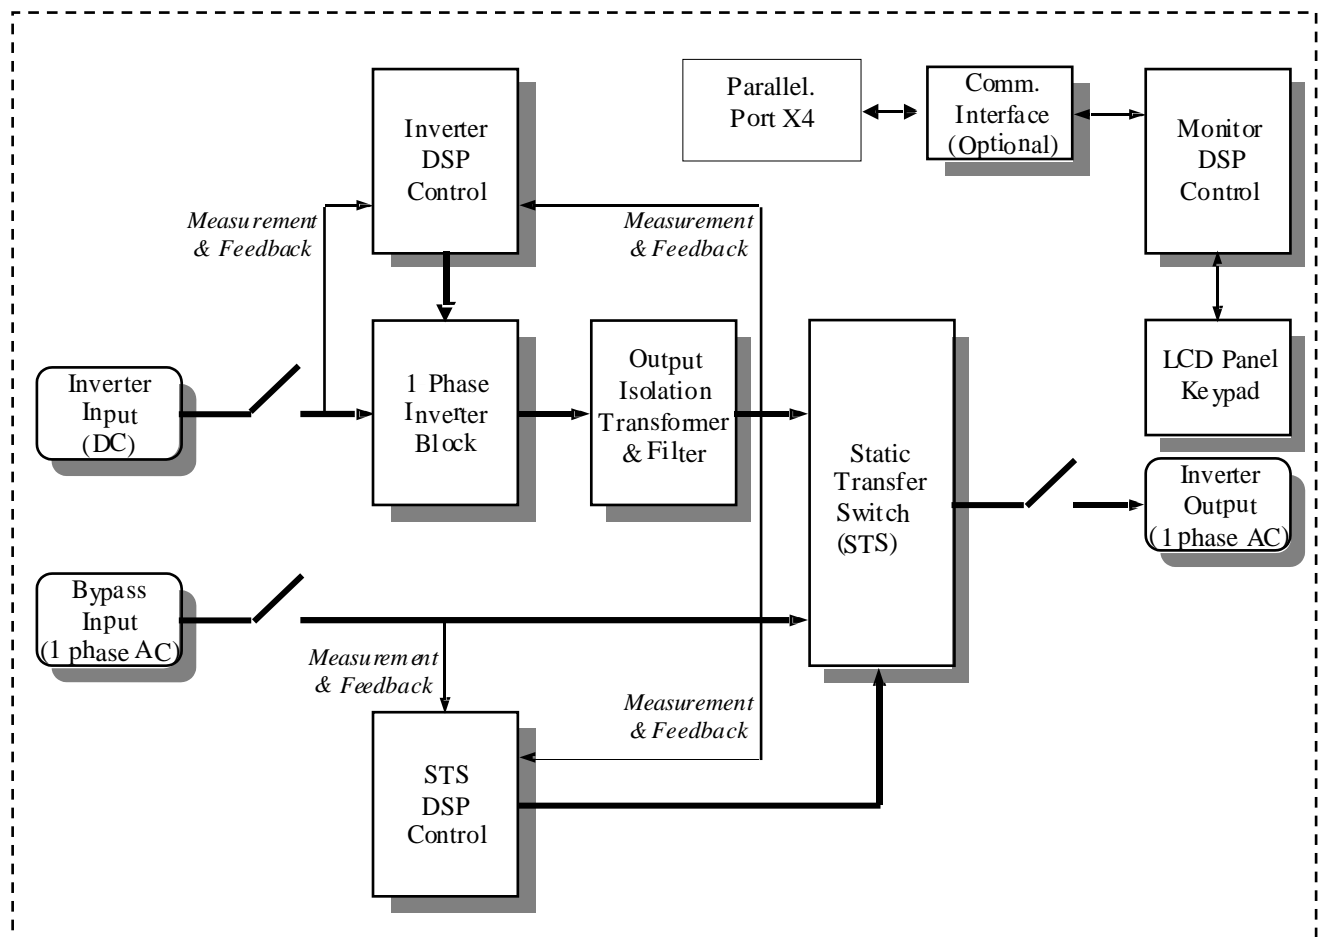 Parallel.
Port X4
Comm.
Interface
(Optional)
Inverter
DSP
Control
Monitor
DSP
Control
Measurement
& Feedback
Measurement
& Feedback
Inverter
Input
(DC)
1 Phase
Inverter
Block
Output
Isolation
Transformer
& Filter
LCD Panel
Keypad
Static
Transfer
Switch
(STS)
Inverter
Output
(1 phase AC)
Bypass
Input
(1 phase AC)
Measurement
& Feedback
Measurement
& Feedback
STS
DSP
Control